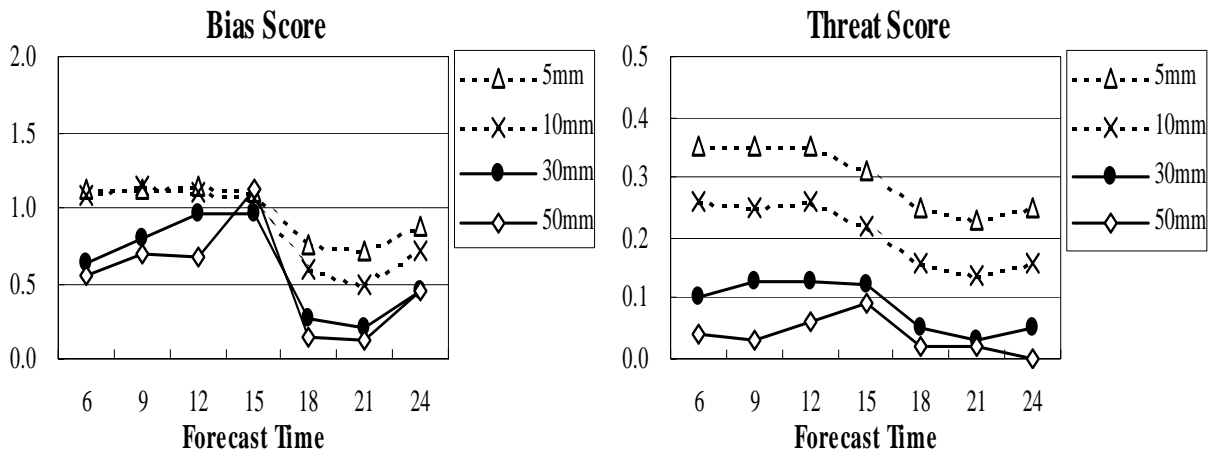 Bias Score
2.0
1.5
1.0
0.5
0.0
6 9 12 15 18 21 24
Forecast Time
5mm
10mm
30mm
50mm
Threat Score
0.5
0.4
0.3
0.2
0.1
0.0
6 9 12 15 18 21 24
Forecast Time
5mm
10mm
30mm
50mm